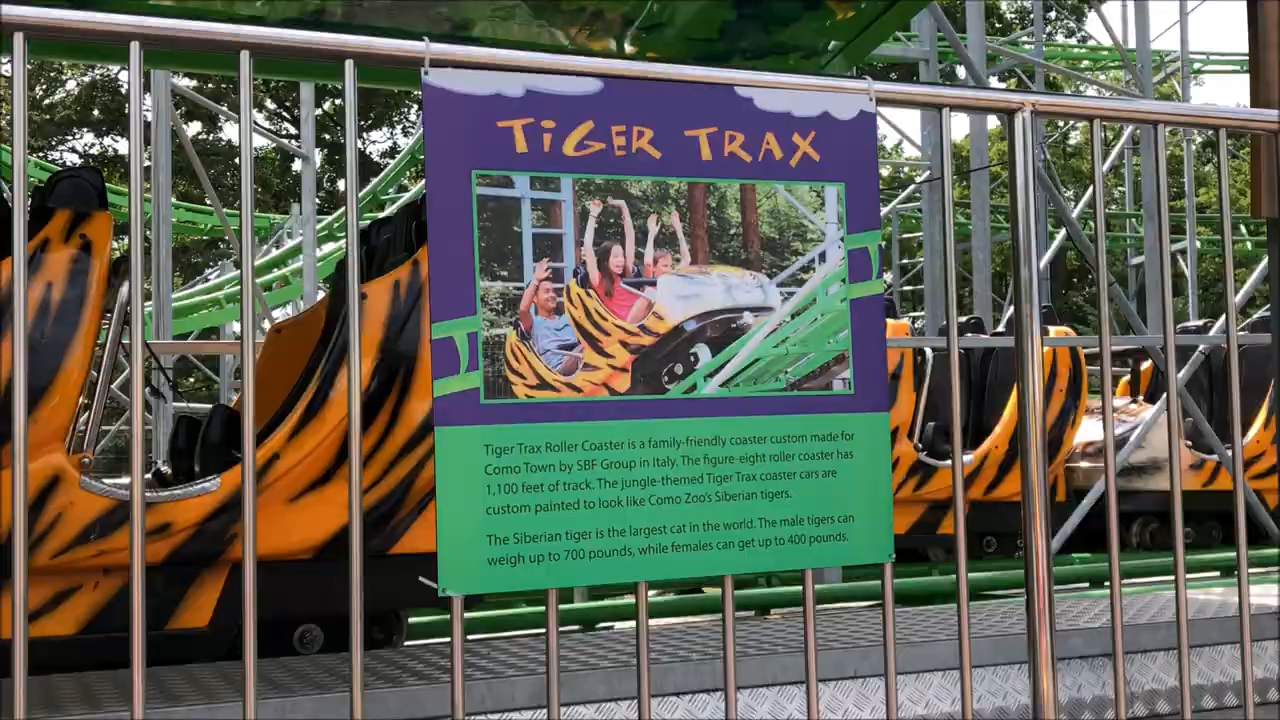 TiGER TRAX
Tiger Trax Roller Coaster is a family-friendly coaster custom made for
Como Town by SBF Group in Italy. The figure-eight roller coaster has
1,100 feet of track. The jungle-themed Tiger Trax coaster cars are
custom painted to look like Como Zoo's Siberian tigers.
The Siberian tiger is the largest cat in the world. The male tigers can
weigh up to 700 pounds, while females can get up to 400 pounds.